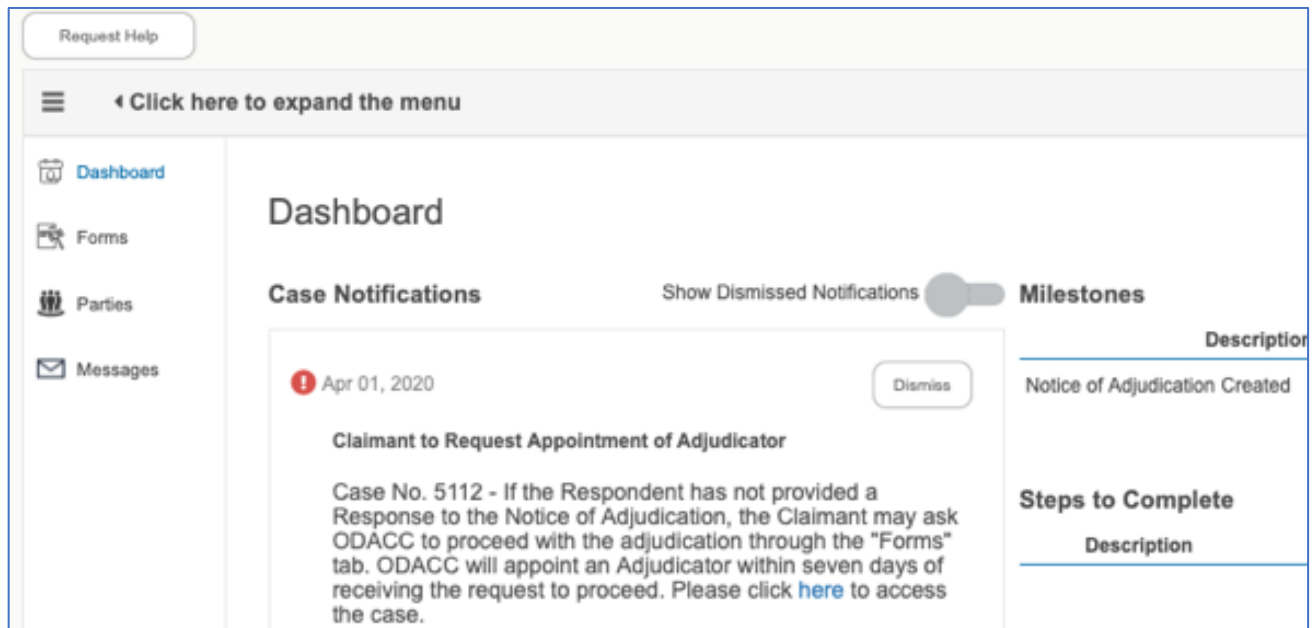 Request Help
Click here to expand the menu
Dashboard
Forms
Parties
Messages
Dashboard
Case Notifications
Show Dismissed Notifications
Apr 01, 2020
Dismiss
Claimant to Request Appointment of Adjudicator
Case No. 5112 - If the Respondent has not provided a
Response to the Notice of Adjudication, the Claimant may ask
ODACC to proceed with the adjudication through the "Forms"
tab. ODACC will appoint an Adjudicator within seven days of
receiving the request to proceed. Please click here to access
the case.
Milestones
Description
Notice of Adjudication Created
Steps to Complete
Description